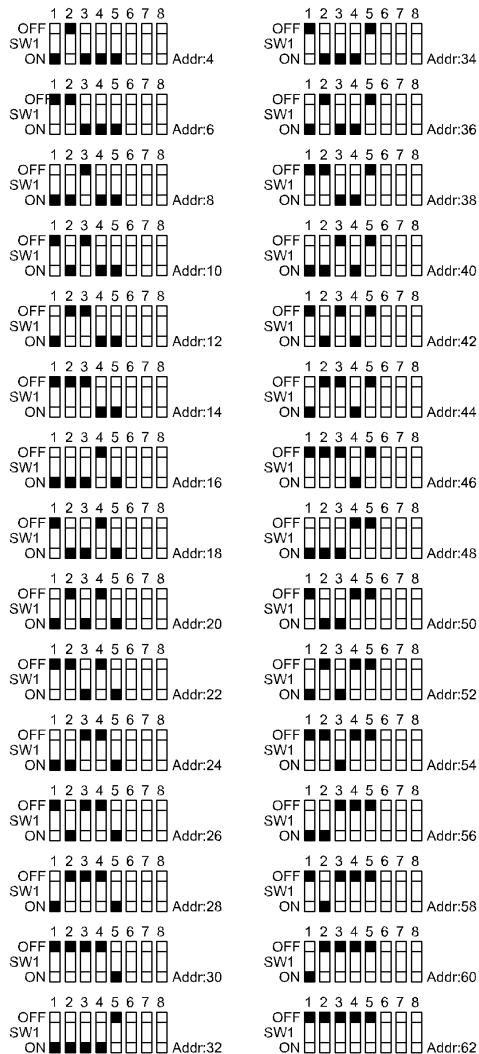 1 2 3 4 5 6 7 8
OFF
SW1
ON Addr:4
1 2 3 4 5 6 7 8
OFF
SW1
ON Addr:6
1 2 3 4 5 6 7 8
OFF
SW1
ON Addr:8
1 2 3 4 5 6 7 8
OFF
SW1
ON Addr:10
1 2 3 4 5 6 7 8
OFF
SW1
ON Addr:12
1 2 3 4 5 6 7 8
OFF
SW1
ON Addr:14
1 2 3 4 5 6 7 8
OFF
SW1
ON Addr:16
1 2 3 4 5 6 7 8
OFF
SW1
ON Addr:18
1 2 3 4 5 6 7 8
OFF
SW1
ON Addr:20
1 2 3 4 5 6 7 8
OFF
SW1
ON Addr:22
1 2 3 4 5 6 7 8
OFF
SW1
ON Addr:24
1 2 3 4 5 6 7 8
OFF
SW1
ON Addr:26
1 2 3 4 5 6 7 8
OFF
SW1
ON Addr:28
1 2 3 4 5 6 7 8
OFF
SW1
ON Addr:30
1 2 3 4 5 6 7 8
OFF
SW1
ON Addr:32
1 2 3 4 5 6 7 8
OFF
SW1
ON Addr:34
1 2 3 4 5 6 7 8
OFF
SW1
ON Addr:36
1 2 3 4 5 6 7 8
OFF
SW1
ON Addr:38
1 2 3 4 5 6 7 8
OFF
SW1
ON Addr:40
1 2 3 4 5 6 7 8
OFF
SW1
ON Addr:42
1 2 3 4 5 6 7 8
OFF
SW1
ON Addr:44
1 2 3 4 5 6 7 8
OFF
SW1
ON Addr:46
1 2 3 4 5 6 7 8
OFF
SW1
ON Addr:48
1 2 3 4 5 6 7 8
OFF
SW1
ON Addr:50
1 2 3 4 5 6 7 8
OFF
SW1
ON Addr:52
1 2 3 4 5 6 7 8
OFF
SW1
ON Addr:54
1 2 3 4 5 6 7 8
OFF
SW1
ON Addr:56
1 2 3 4 5 6 7 8
OFF
SW1
ON Addr:58
1 2 3 4 5 6 7 8
OFF
SW1
ON Addr:60
1 2 3 4 5 6 7 8
OFF
SW1
ON Addr:62